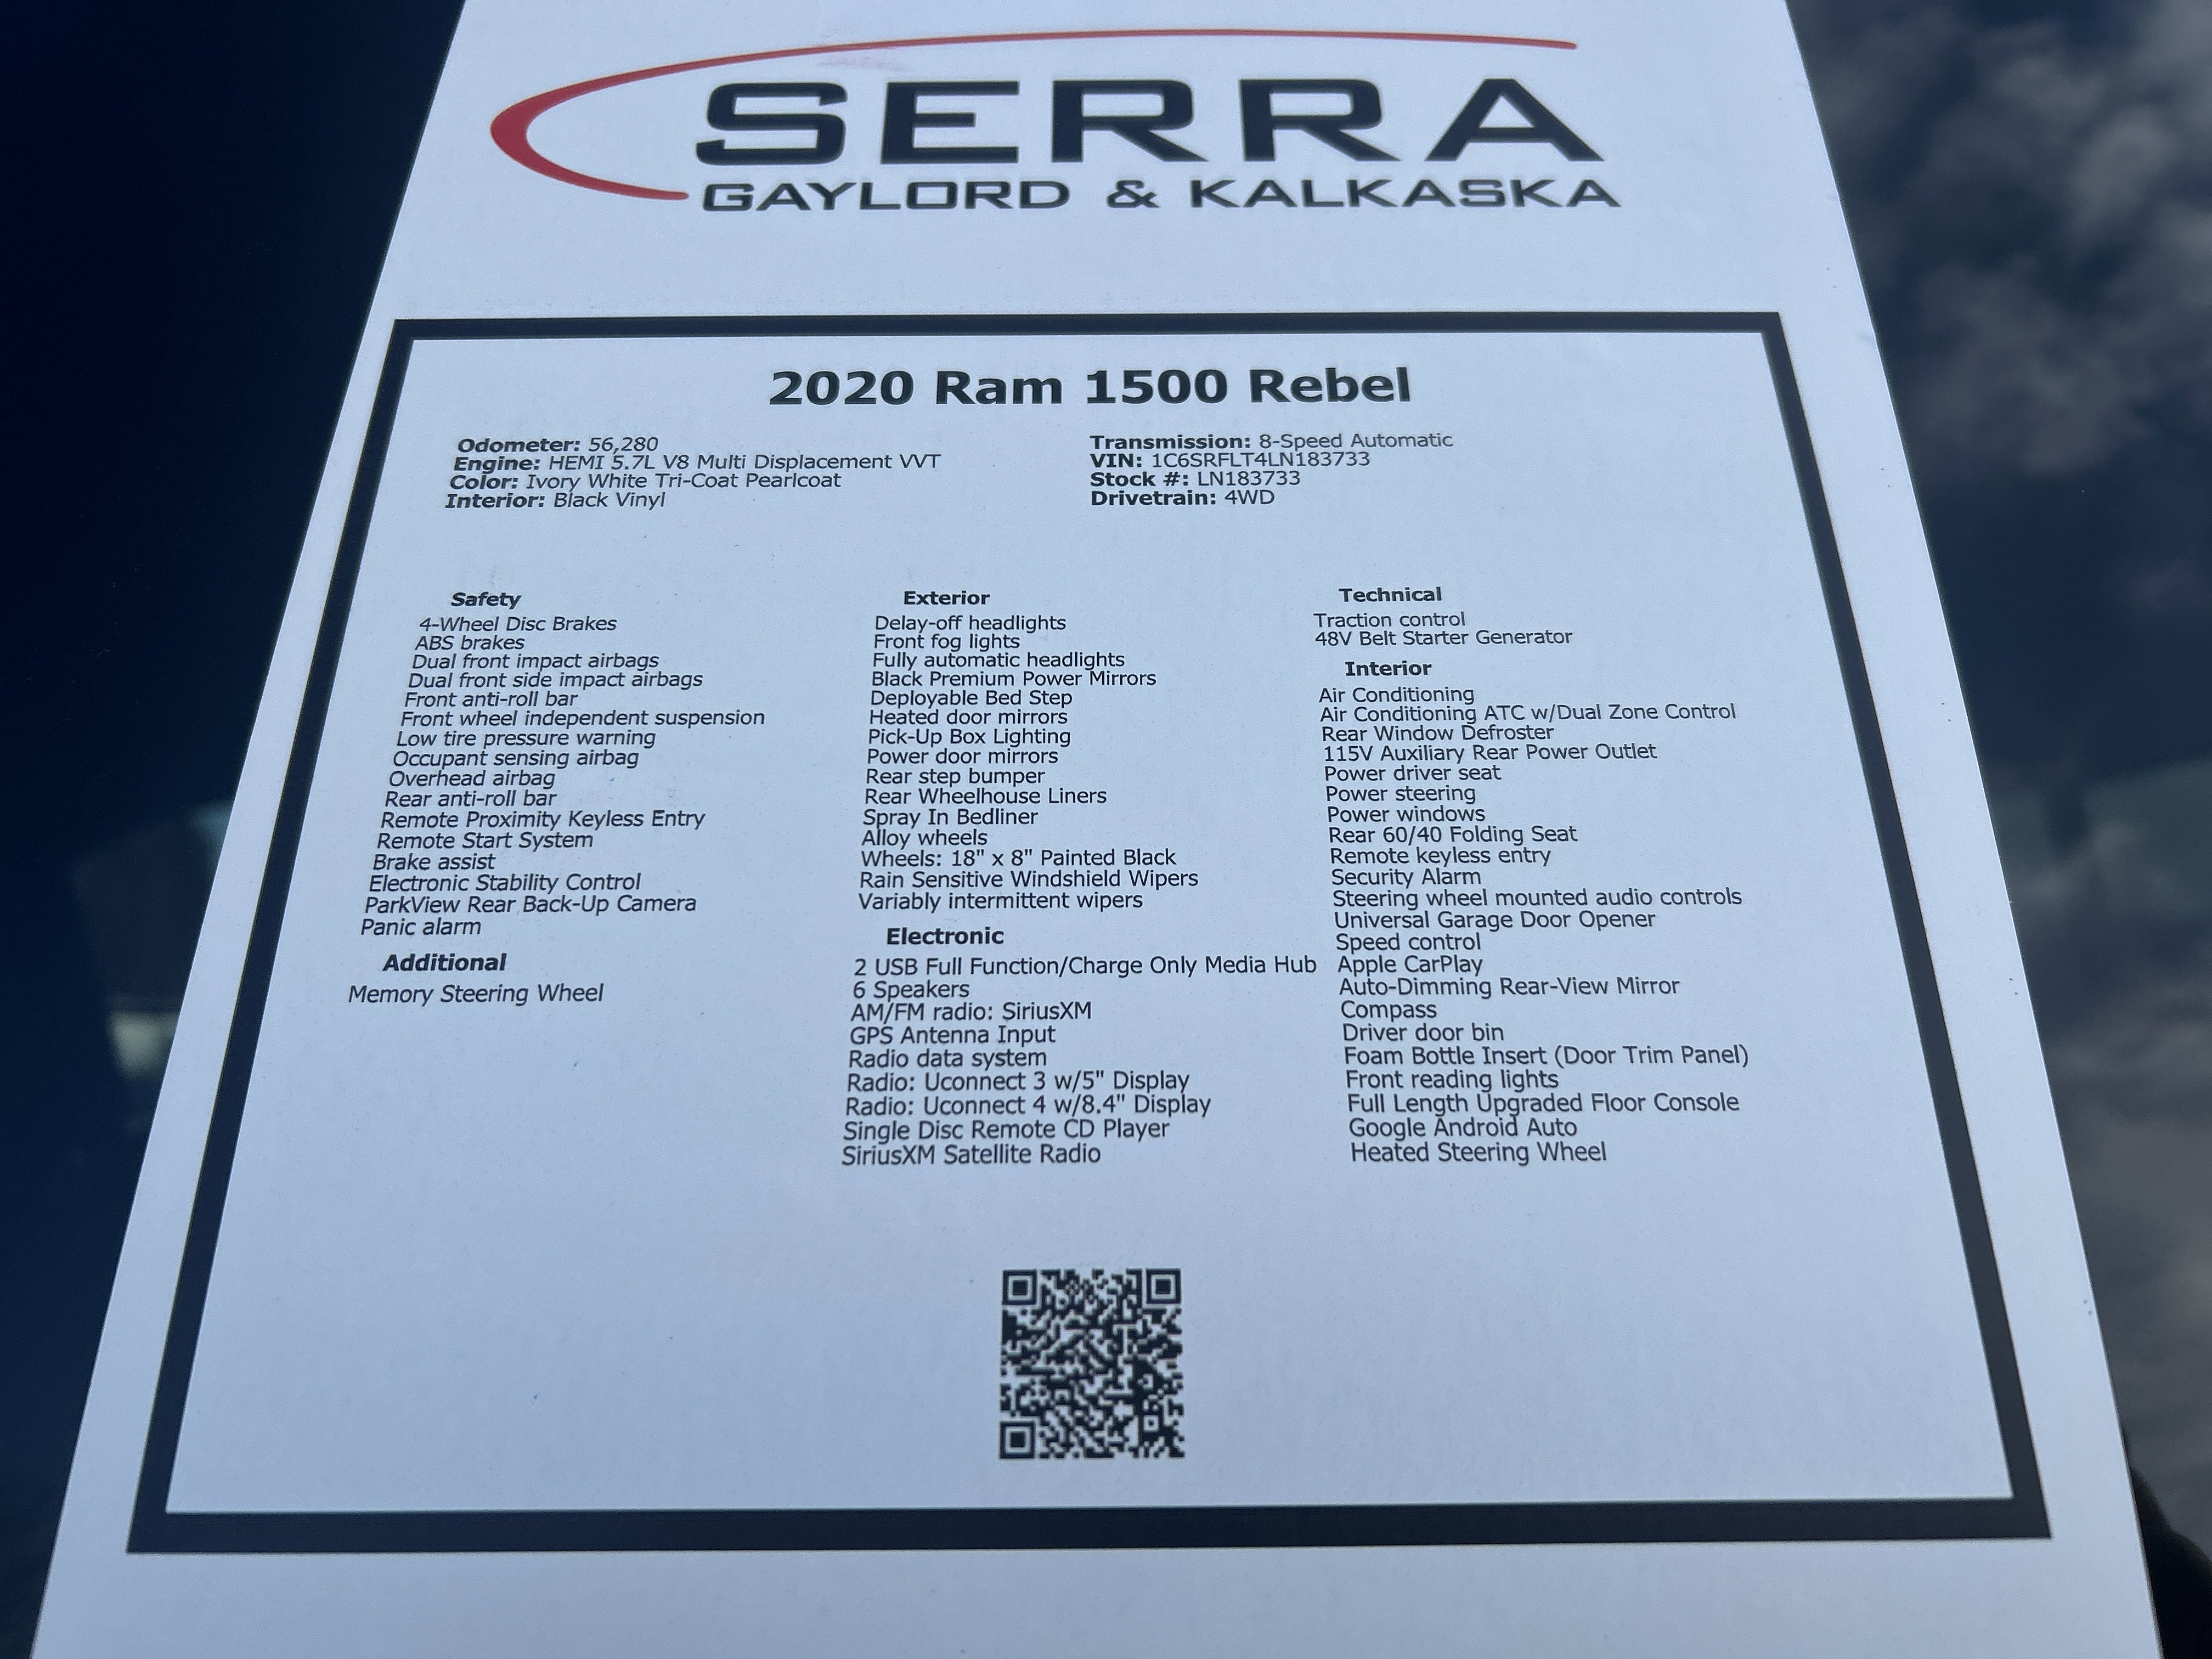 SERRA
GAYLORD & KALKASKA
2020 Ram 1500 Rebel
Odometer: 56,280
Engine: HEMI 5.7L V8 Multi Displacement VVT
Color: Ivory White Tri-Coat Pearlcoat
Interior: Black Vinyl
Transmission: 8-Speed Automatic
VIN: 1C6SRFLT4LN183733
Stock #: LN183733
Drivetrain: 4WD
Safety
4-Wheel Disc Brakes
ABS brakes
Dual front impact airbags
Dual front side impact airbags
Front anti-roll bar
Front wheel independent suspension
Low tire pressure warning
Occupant sensing airbag
Overhead airbag
Rear anti-roll bar
Remote Proximity Keyless Entry
Remote Start System
Brake assist
Electronic Stability Control
ParkView Rear Back-Up Camera
Panic alarm
Additional
Memory Steering Wheel
Exterior
Delay-off headlights
Front fog lights
Fully automatic headlights
Black Premium Power Mirrors
Deployable Bed Step
Heated door mirrors
Pick-Up Box Lighting
Power door mirrors
Rear step bumper
Rear Wheelhouse Liners
Spray In Bedliner
Alloy wheels
Wheels: 18" x 8" Painted Black
Rain Sensitive Windshield Wipers
Variably intermittent wipers
Electronic
2 USB Full Function/Charge Only Media Hub
6 Speakers
AM/FM radio: SiriusXM
GPS Antenna Input
Radio data system
Radio: Uconnect 3 w/5" Display
Radio: Uconnect 4 w/8.4" Display
Single Disc Remote CD Player
SiriusXM Satellite Radio
Technical
Traction control
48V Belt Starter Generator
Interior
Air Conditioning
Air Conditioning ATC w/Dual Zone Control
Rear Window Defroster
115V Auxiliary Rear Power Outlet
Power driver seat
Power steering
Power windows
Rear 60/40 Folding Seat
Remote keyless entry
Security Alarm
Steering wheel mounted audio controls
Universal Garage Door Opener
Speed control
Apple CarPlay
Auto-Dimming Rear-View Mirror
Compass
Driver door bin
Foam Bottle Insert (Door Trim Panel)
Front reading lights
Full Length Upgraded Floor Console
Google Android Auto
Heated Steering Wheel